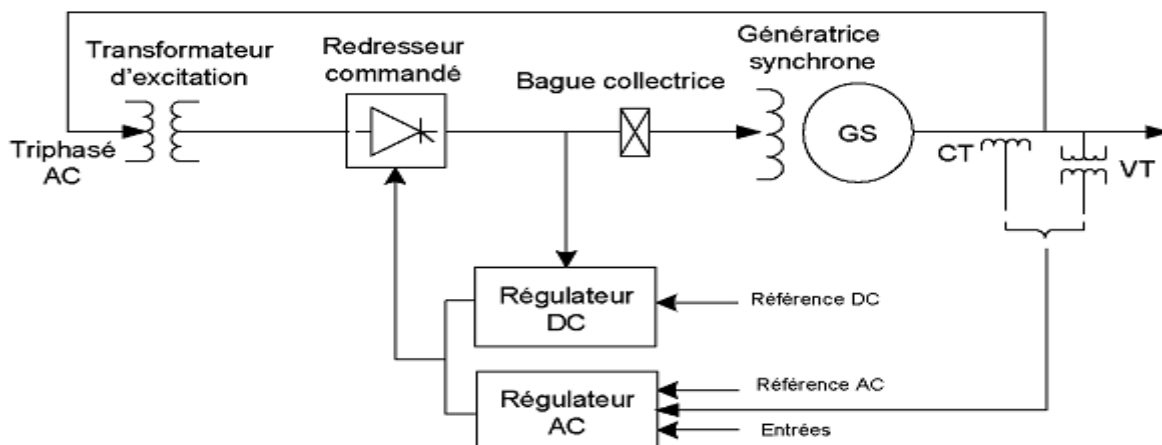 Transformateur
d'excitation
Redresseur
commandé
Bague collectrice
Génératrice
synchrone
GS
CT
VT
Triphasé
AC
Régulateur
DC
Référence DC
Régulateur
AC
Référence AC
Entrées